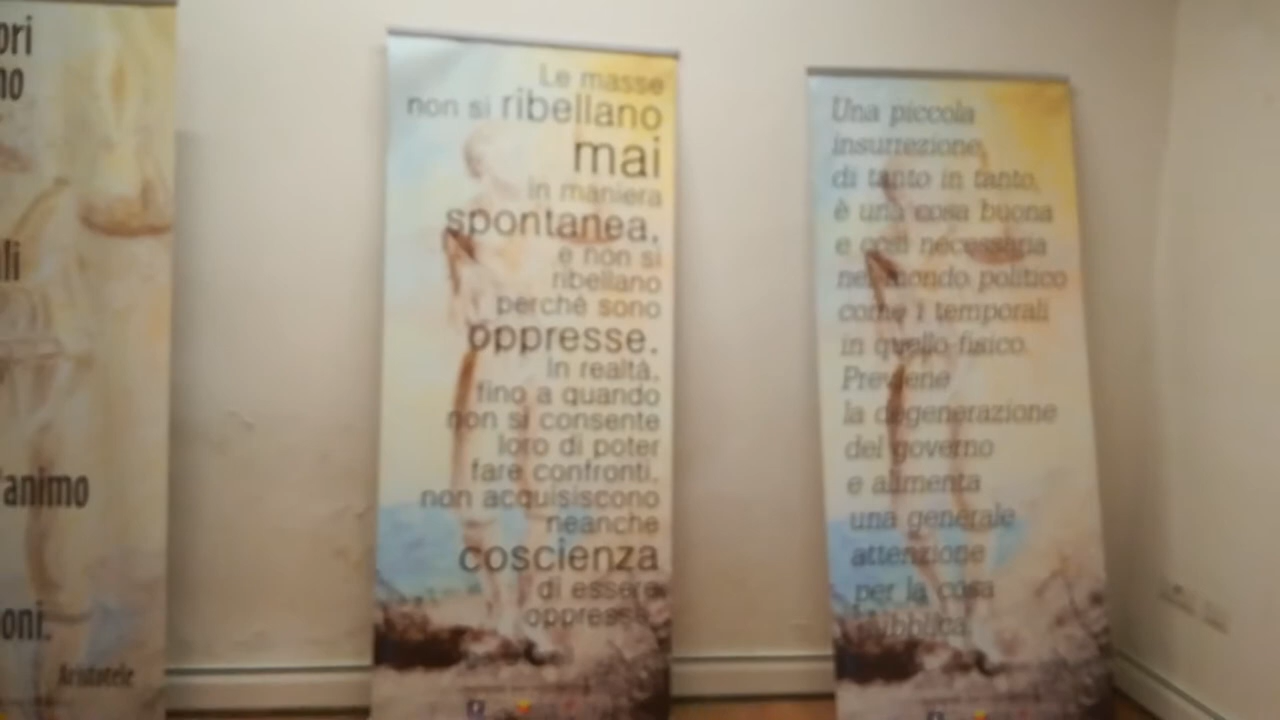 ori
no
li
'animo
oni.
Aristotele
Le masse
non si ribellano
mai
in maniera
spontanea,
e non si
ribellano
perchè sono
oppresse.
In realtà,
fino a quando
non si consente
loro di poter
fare confronti,
non acquisiscono
neanche
coscienza
di essere
oppresse.
Una piccola
insurrezione,
di tanto in tanto,
è una cosa buona
e così necessaria
nel mondo politico
come i temporali
in quello fisico.
Previene
la degenerazione
del governo
e alimenta
una generale
attenzione
per la cosa
pubblica.